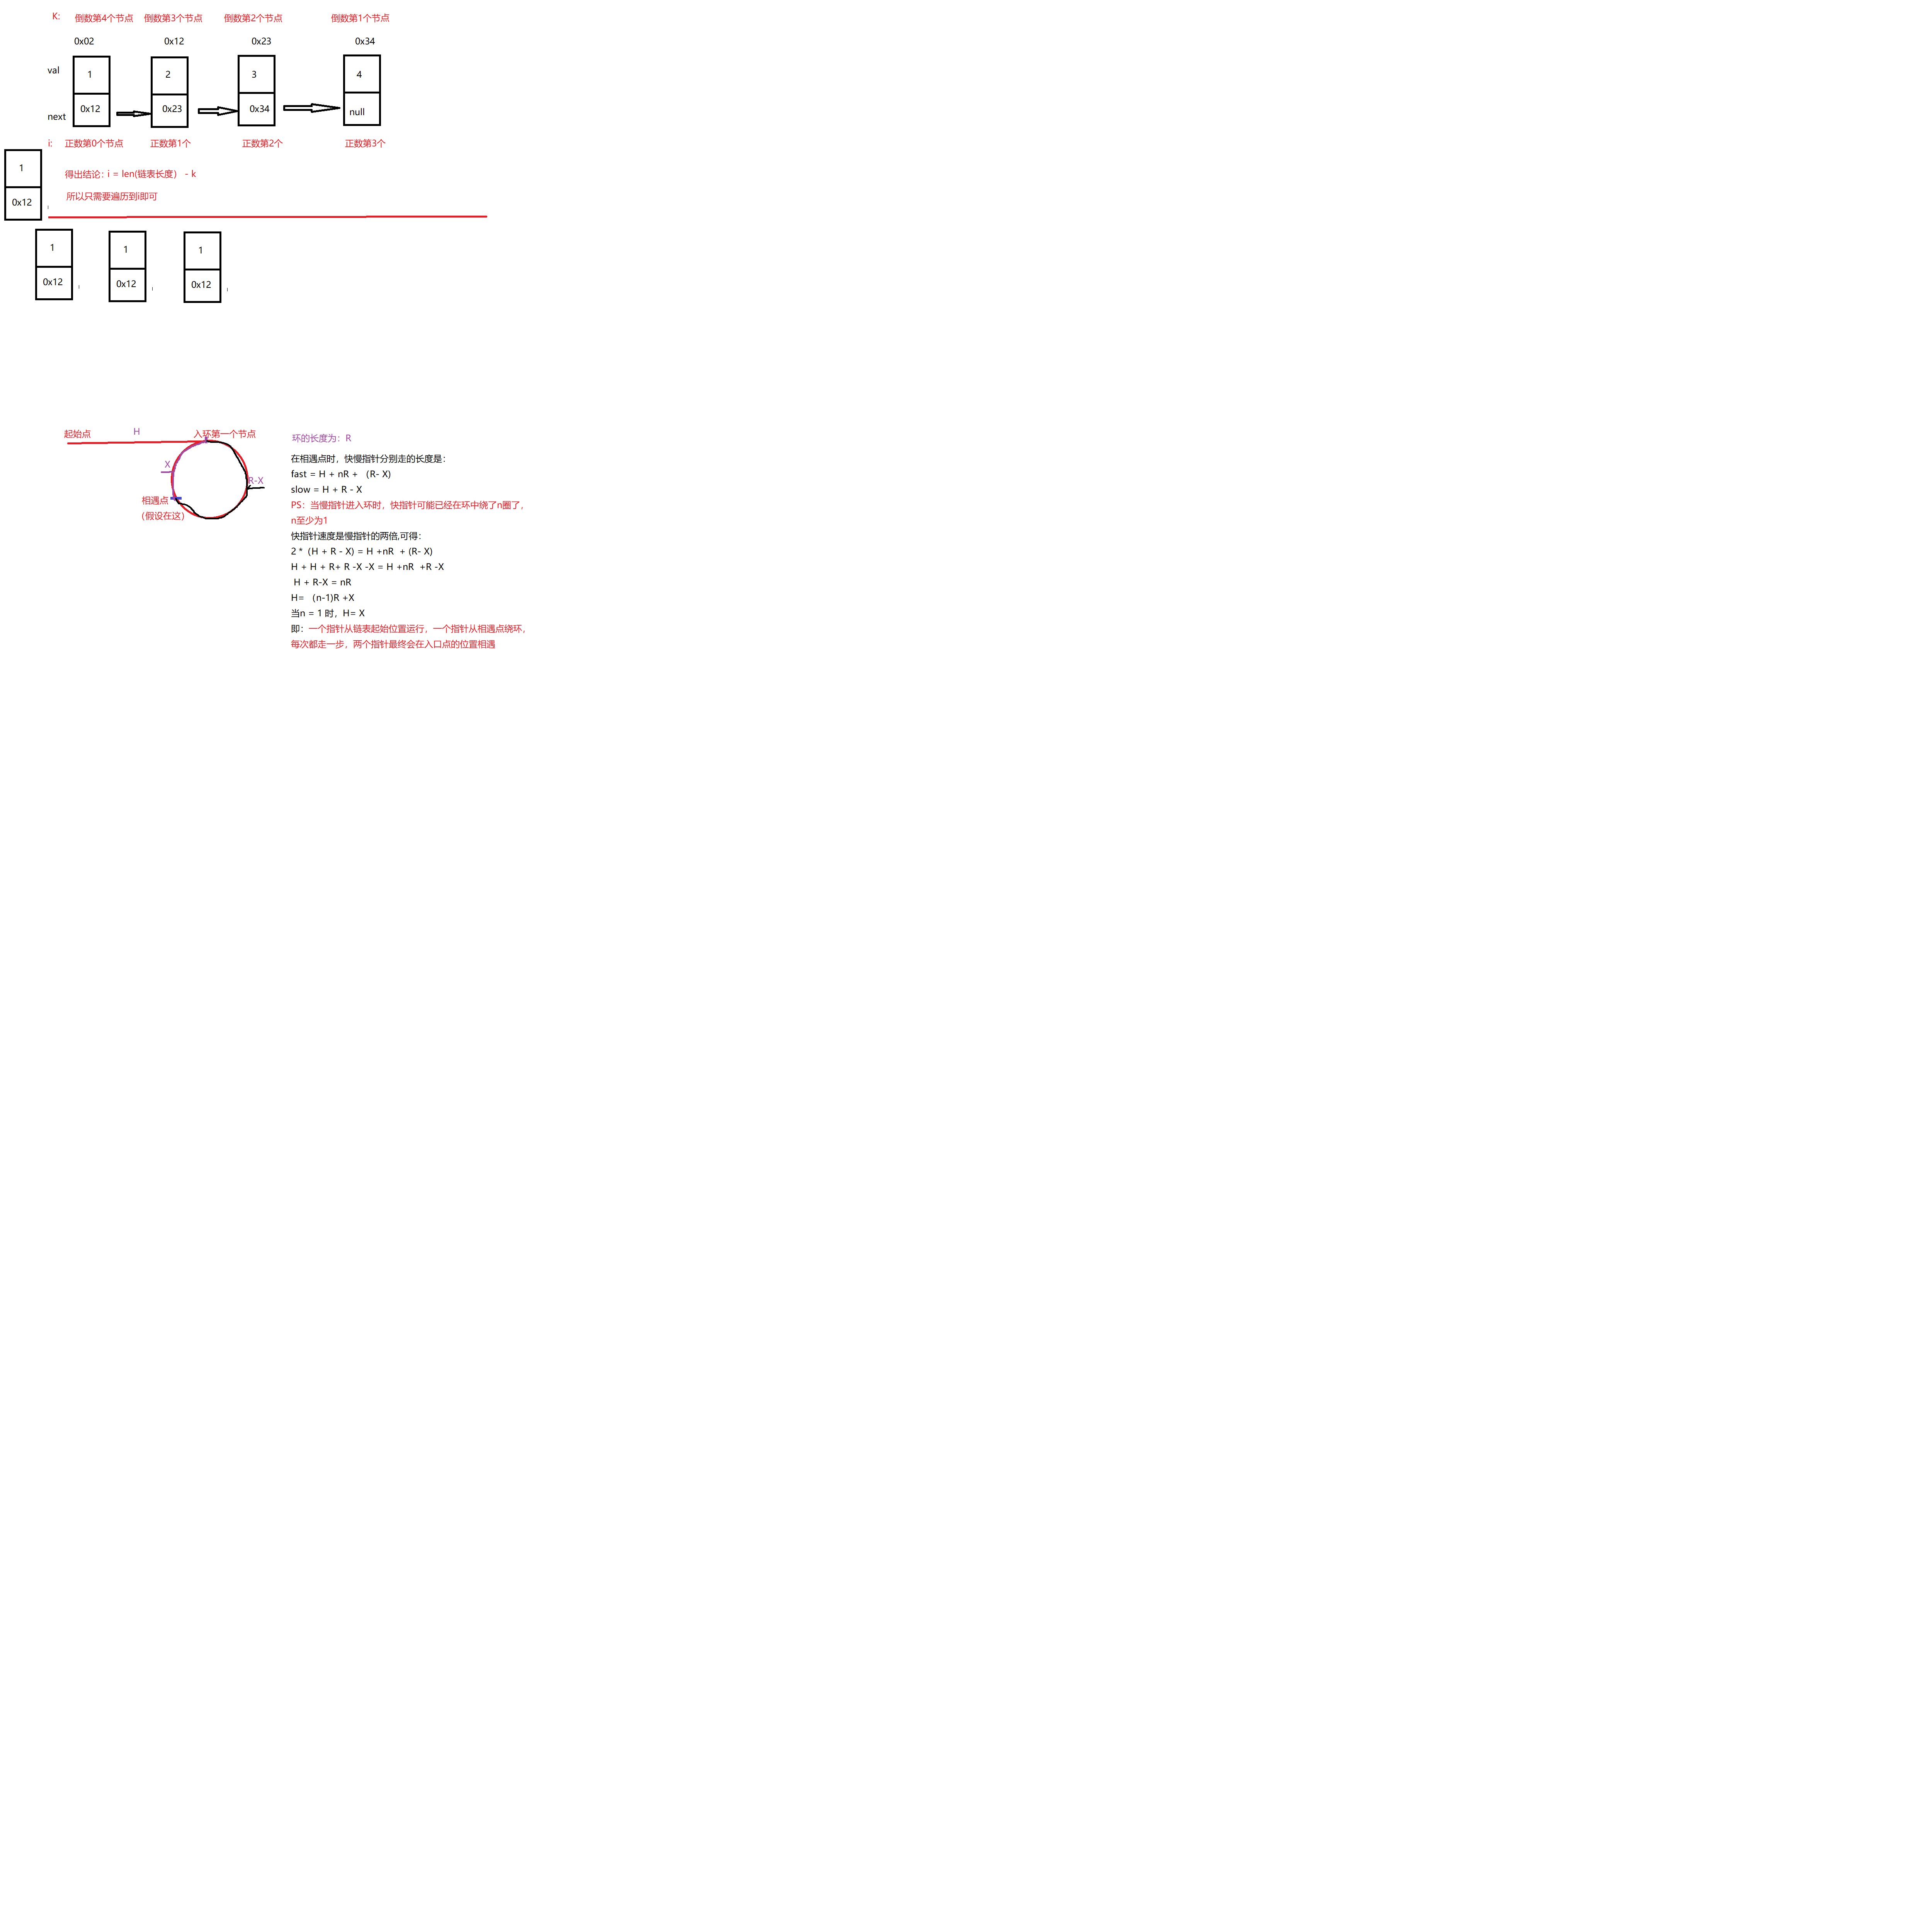 K: 倒数第4个节点 倒数第3个节点 倒数第2个节点 倒数第1个节点
0x02 0x12 0x23 0x34
val 1 2 3 4
next 0x12 0x23 0x34 null
i: 正数第0个节点 正数第1个 正数第2个 正数第3个
1
0x12
得出结论：i = len(链表长度） - k
所以只需要遍历到i即可
1 1 1
0x12 0x12 0x12
起始点 H 入环第一个节点
X
R-X
相遇点
(假设在这)
环的长度为：R
在相遇点时，快慢指针分别走的长度是：
fast = H + nR + （R- X)
slow = H + R - X
PS：当慢指针进入环时，快指针可能已经在环中绕了n圈了，
n至少为1
快指针速度是慢指针的两倍,可得：
2 *（H + R - X) = H +nR + (R- X)
H + H + R+ R -X -X = H +nR +R -X
H + R-X = nR
H= （n-1)R +X
当n = 1 时，H= X
即：一个指针从链表起始位置运行，一个指针从相遇点绕环，
每次都走一步，两个指针最终会在入口点的位置相遇